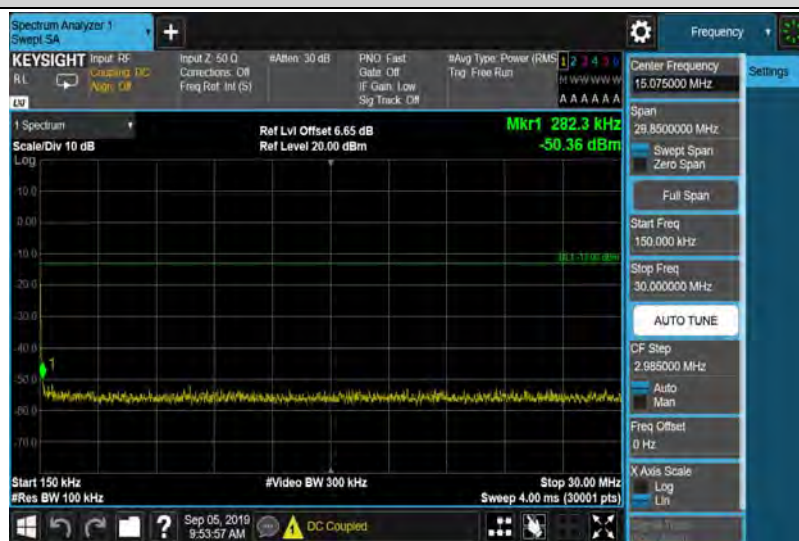 Spectrum Analyzer 1
Swept SA
+
Frequency
KEYSIGHT Input: RF
RL
Coupling: DC
Align: Off
LXI
Input Z: 50 Ω
Corrections: Off
Freq Ref: Int (S)
#Atten: 30 dB
PNO: Fast
Gate: Off
IF Gain: Low
Sig Track: Off
#Avg Type: Power (RMS
Trig: Free Run
1 2 3 4 5 6
M W W W W W
A A A A A A
Center Frequency
15.075000 MHz
Settings
Span
29.8500000 MHz
Swept Span
Zero Span
Full Span
Start Freq
150.000 kHz
Stop Freq
30.000000 MHz
AUTO TUNE
CF Step
2.985000 MHz
Auto
Man
Freq Offset
0 Hz
X Axis Scale
Log
Lin
1 Spectrum
Scale/Div 10 dB
Ref Lvl Offset 6.65 dB
Ref Level 20.00 dBm
Mkr1 282.3 kHz
-50.36 dBm
Log
10.0
0.00
-10.0
DL1 -13.00 dBm
-20.0
-30.0
-40.0
1
-50.0
-60.0
-70.0
Start 150 kHz
#Video BW 300 kHz
Stop 30.00 MHz
#Res BW 100 kHz
Sweep 4.00 ms (30001 pts)
?
Sep 05, 2019
9:53:57 AM
1
DC Coupled